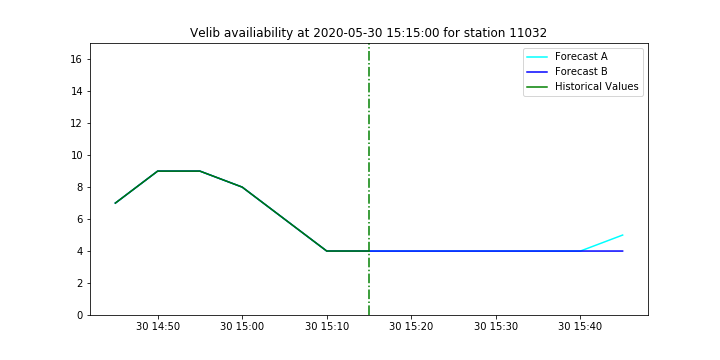 Velib availiability at 2020-05-30 15:15:00 for station 11032
Forecast A
Forecast B
Historical Values
16
14
12
10
8
6
4
2
0
30 14:50 30 15:00 30 15:10 30 15:20 30 15:30 30 15:40